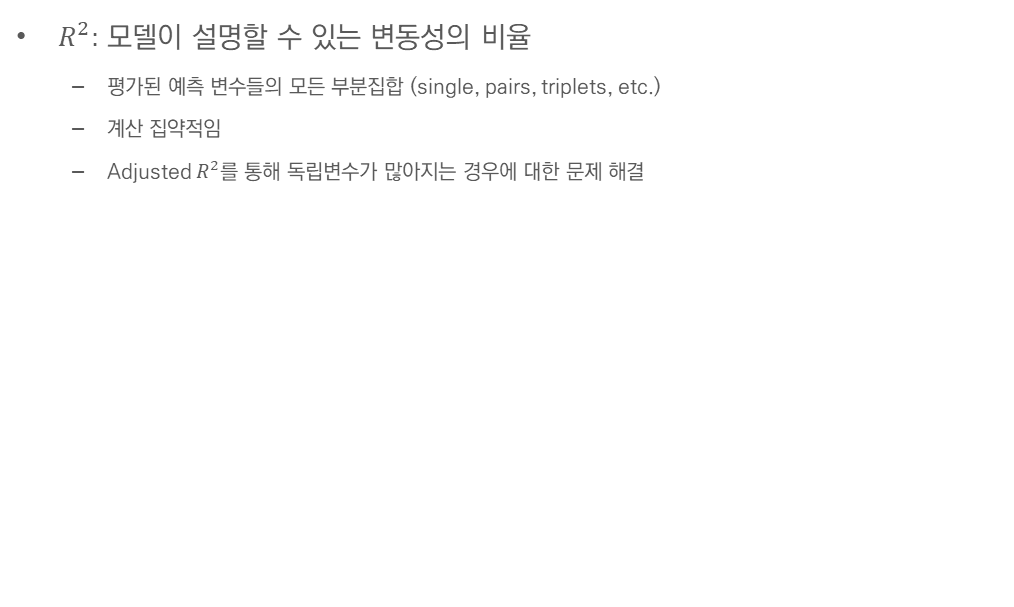 • R²: 모델이 설명할 수 있는 변동성의 비율
– 평가된 예측 변수들의 모든 부분집합 (single, pairs, triplets, etc.)
– 계산 집약적임
– Adjusted R²를 통해 독립변수가 많아지는 경우에 대한 문제 해결